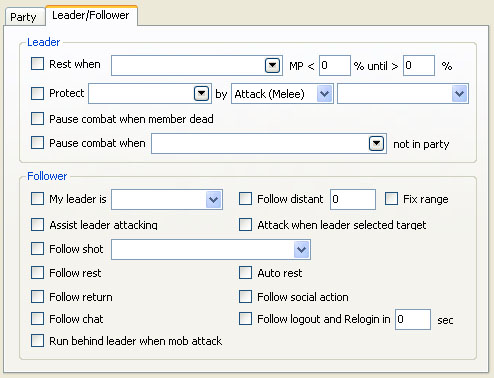 Party Leader/Follower
Leader
Rest when MP < 0 % until > 0 %
Protect by Attack (Melee)
Pause combat when member dead
Pause combat when not in party
Follower
My leader is Follow distant 0 Fix range
Assist leader attacking Attack when leader selected target
Follow shot
Follow rest Auto rest
Follow return Follow social action
Follow chat Follow logout and Relogin in 0 sec
Run behind leader when mob attack